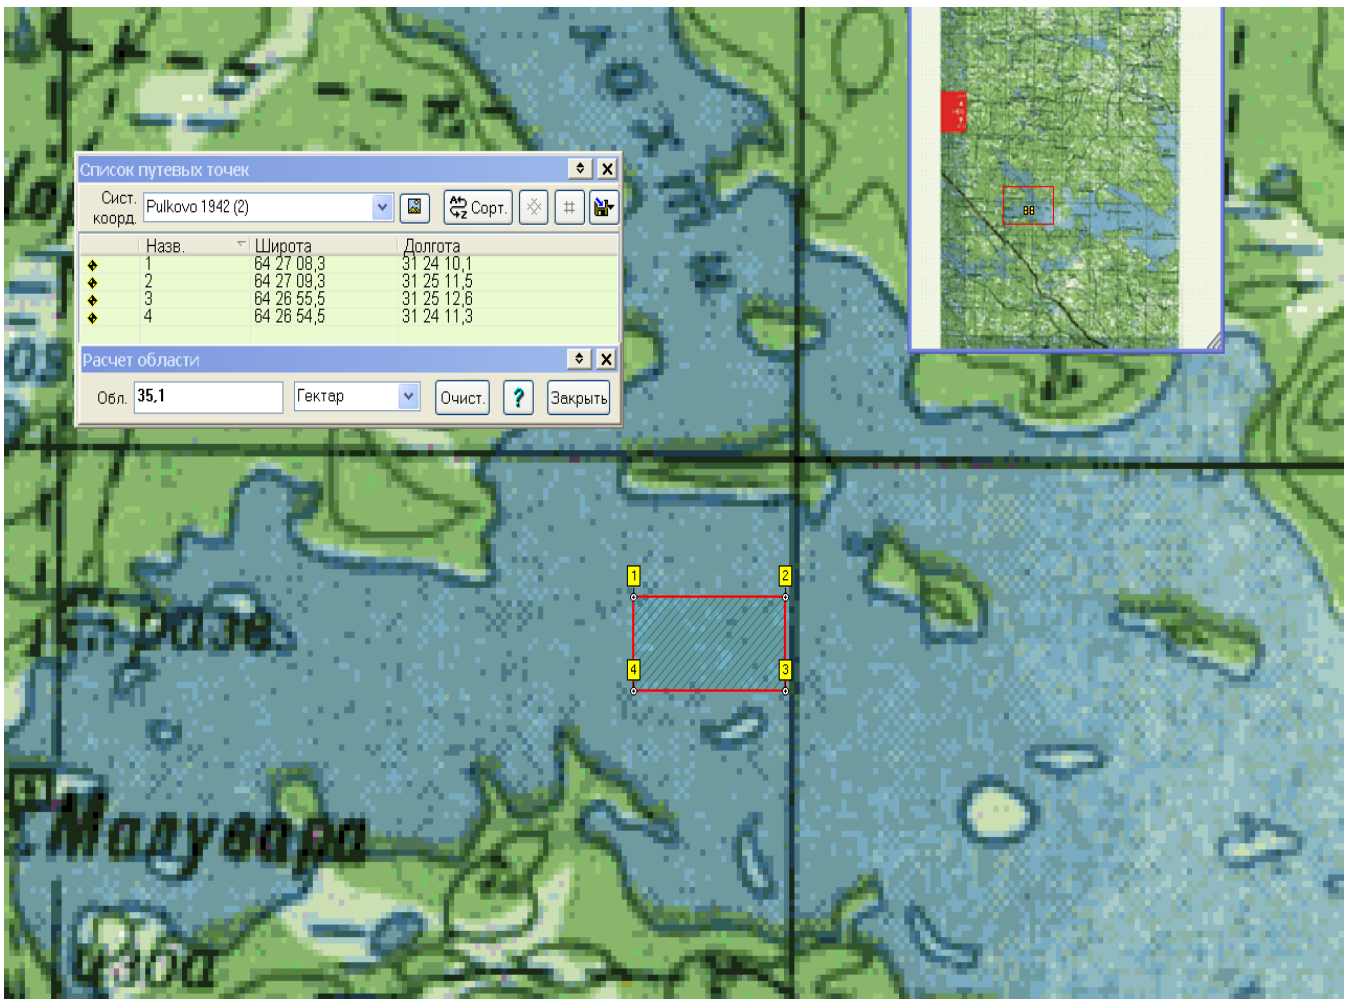 Список путевых точек
Сист. коорд. Pulkovo 1942 (2) Сорт.
Назв. Широта Долгота
1 64 27 08,3 31 24 10,1
2 64 27 09,3 31 25 11,5
3 64 26 55,5 31 25 12,6
4 64 26 54,5 31 24 11,3
Расчет области
Обл. 35,1 Гектар Очист. ? Закрыть
1 2
4 3
Малувара